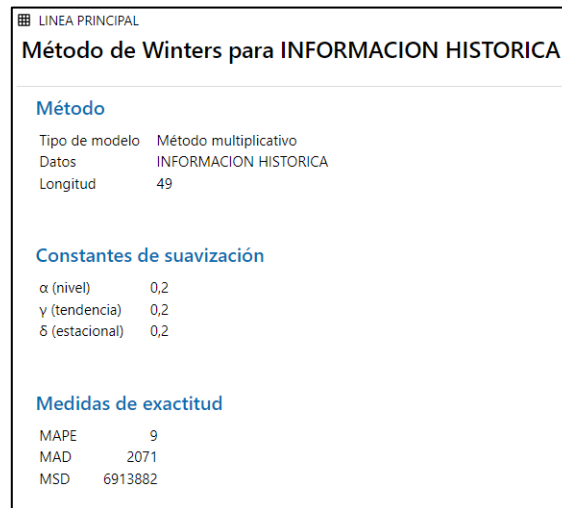 LINEA PRINCIPAL
Método de Winters para INFORMACION HISTORICA
Método
Tipo de modelo Método multiplicativo
Datos INFORMACION HISTORICA
Longitud 49
Constantes de suavización
α (nivel) 0,2
γ (tendencia) 0,2
δ (estacional) 0,2
Medidas de exactitud
MAPE 9
MAD 2071
MSD 6913882